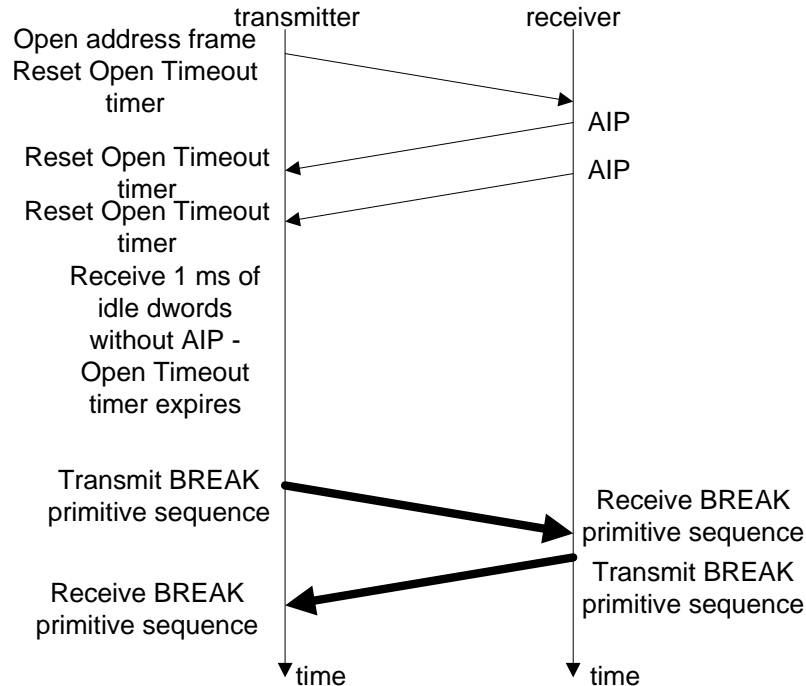 transmitter
receiver
Open address frame
Reset Open Timeout
timer
AIP
Reset Open Timeout
timer
AIP
Reset Open Timeout
timer
Receive 1 ms of
idle dwords
without AIP -
Open Timeout
timer expires
Transmit BREAK
primitive sequence
Receive BREAK
primitive sequence
Transmit BREAK
primitive sequence
Receive BREAK
primitive sequence
time
time